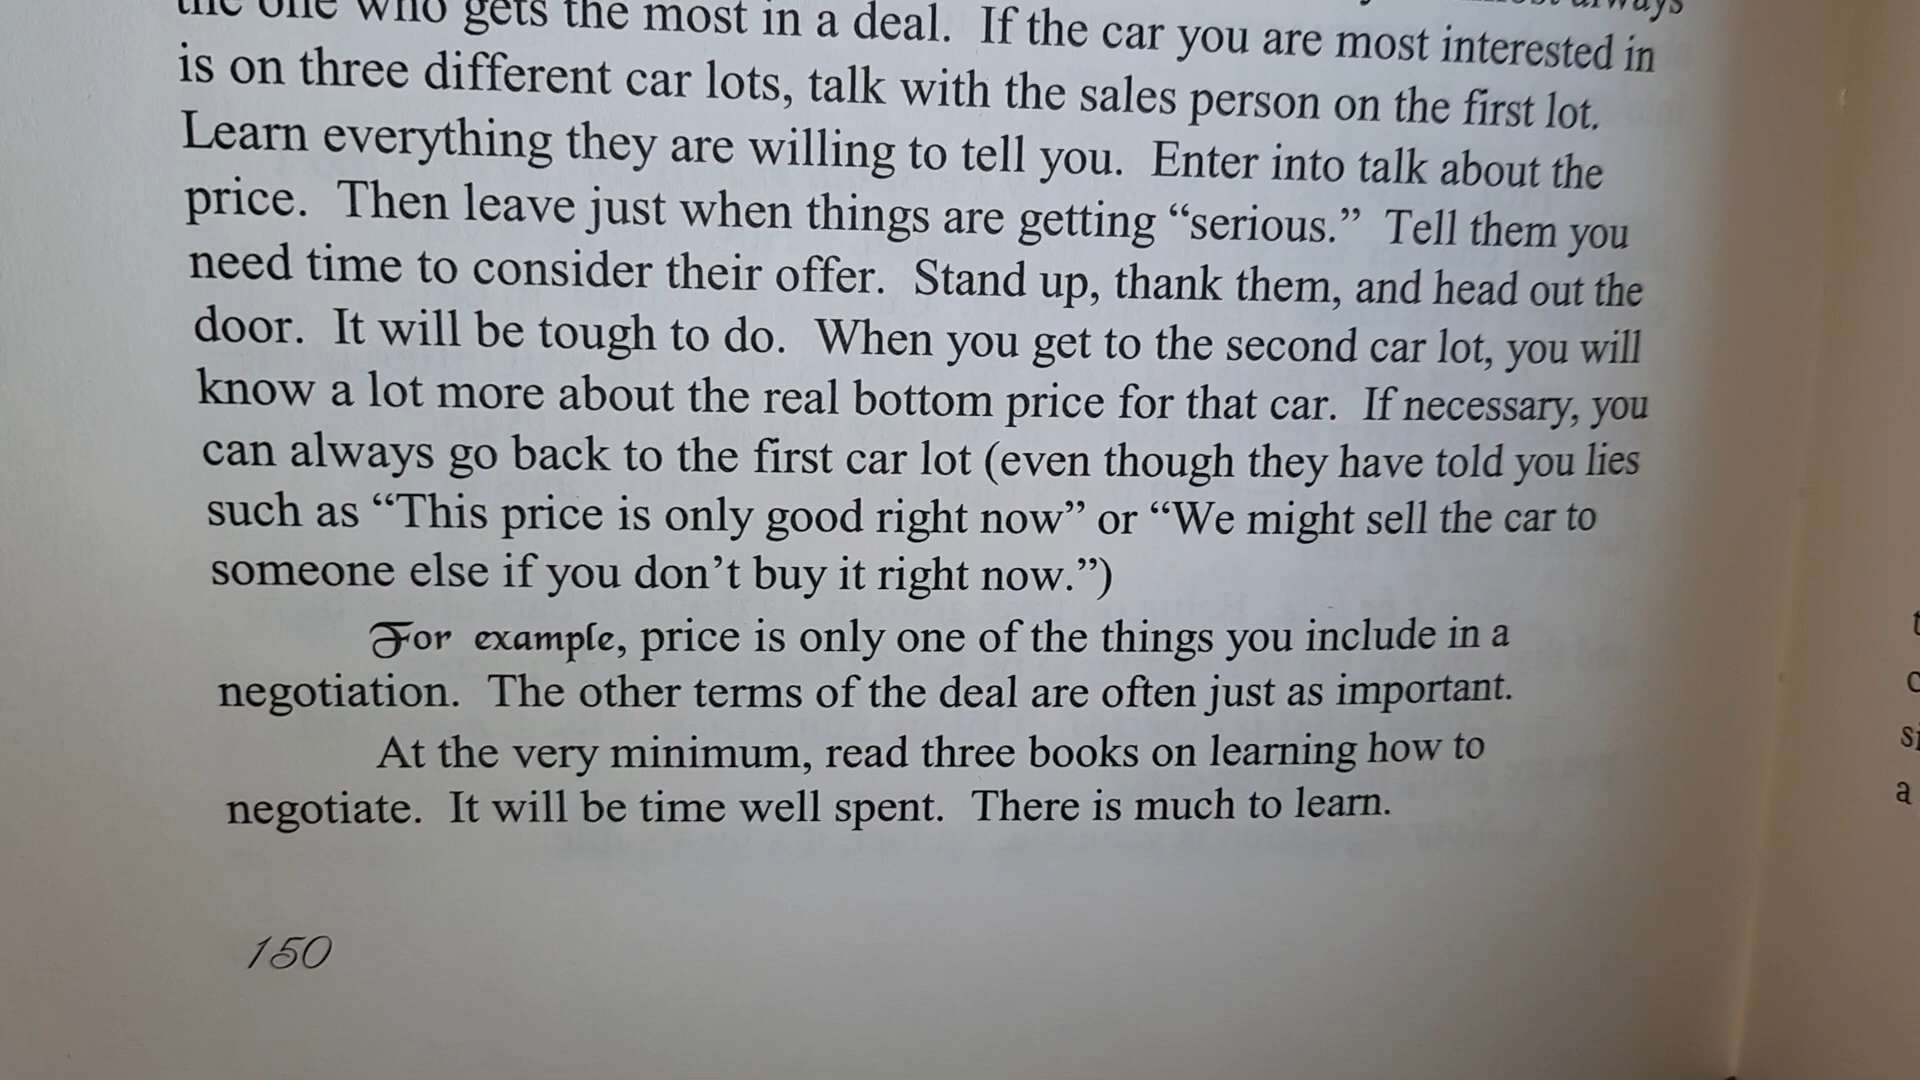 always
the one who gets the most in a deal.  If the car you are most interested in
is on three different car lots, talk with the sales person on the first lot.
Learn everything they are willing to tell you.  Enter into talk about the
price.  Then leave just when things are getting “serious.”  Tell them you
need time to consider their offer.  Stand up, thank them, and head out the
door.  It will be tough to do.  When you get to the second car lot, you will
know a lot more about the real bottom price for that car.  If necessary, you
can always go back to the first car lot (even though they have told you lies
such as “This price is only good right now” or “We might sell the car to
someone else if you don’t buy it right now.”)
For example, price is only one of the things you include in a
negotiation.  The other terms of the deal are often just as important.
At the very minimum, read three books on learning how to
negotiate.  It will be time well spent.  There is much to learn.
150